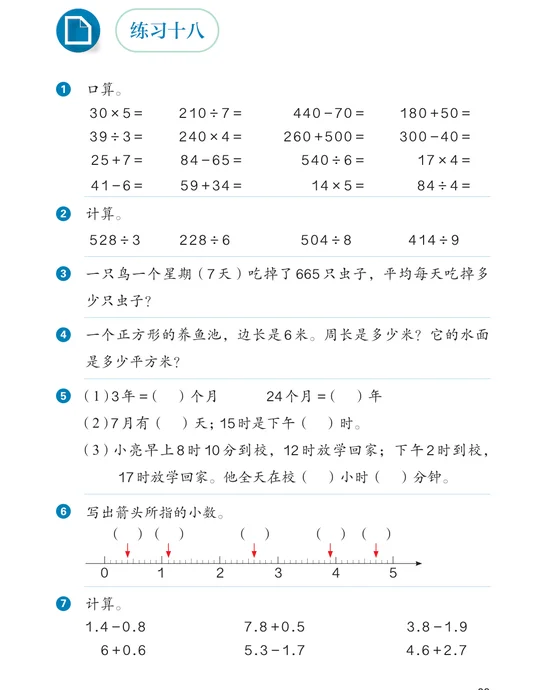 练习十八
1 口算。
30×5= 210÷7= 440-70= 180+50=
39÷3= 240×4= 260+500= 300-40=
25+7= 84-65= 540÷6= 17×4=
41-6= 59+34= 14×5= 84÷4=
2 计算。
528÷3 228÷6 504÷8 414÷9
3 一只鸟一个星期(7天)吃掉了665只虫子,平均每天吃掉多
少只虫子?
4 一个正方形的养鱼池,边长是6米。周长是多少米?它的水面
是多少平方米?
5 (1)3年=( )个月 24个月=( )年
(2)7月有( )天;15时是下午( )时。
(3)小亮早上8时10分到校,12时放学回家;下午2时到校,
17时放学回家。他全天在校( )小时( )分钟。
6 写出箭头所指的小数。
( ) ( ) ( ) ( ) ( )
0 1 2 3 4 5
7 计算。
1.4-0.8 7.8+0.5 3.8-1.9
6+0.6 5.3-1.7 4.6+2.7